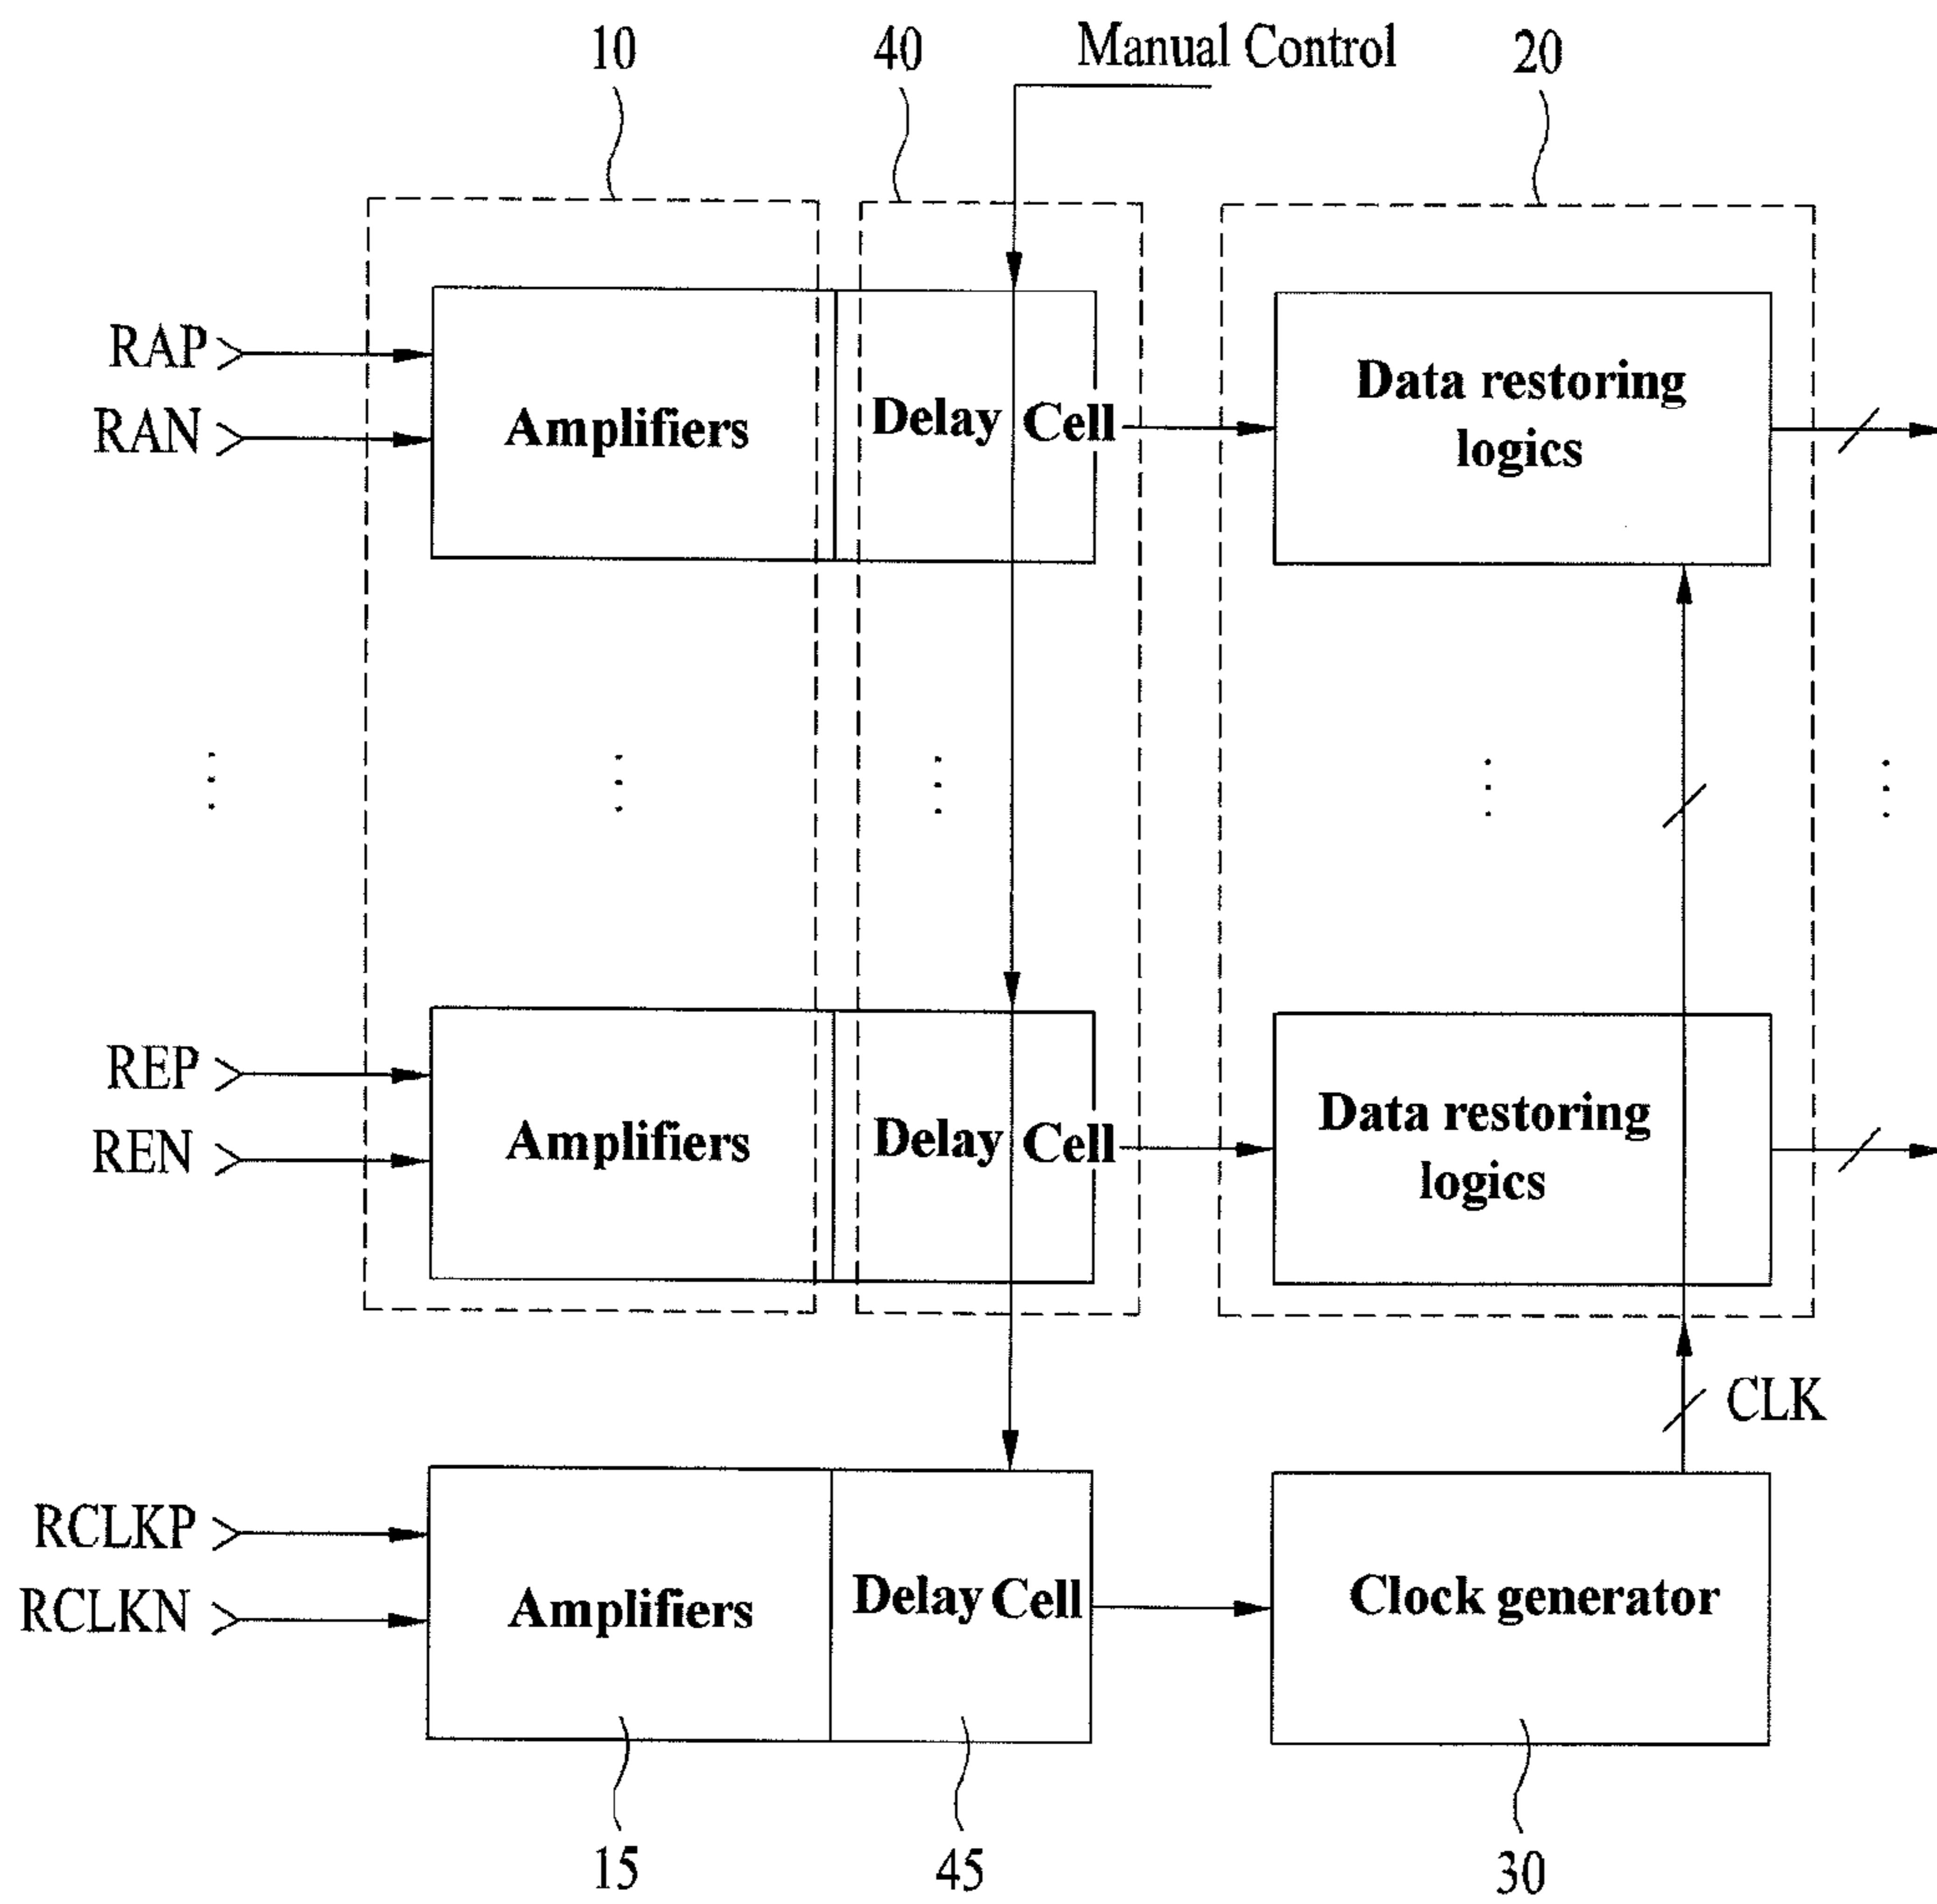 10
40
Manual Control
20
RAP
RAN
Amplifiers
Delay Cell
Data restoring
logics
REP
REN
Amplifiers
Delay Cell
Data restoring
logics
CLK
RCLKP
RCLKN
Amplifiers
Delay Cell
Clock generator
15
45
30